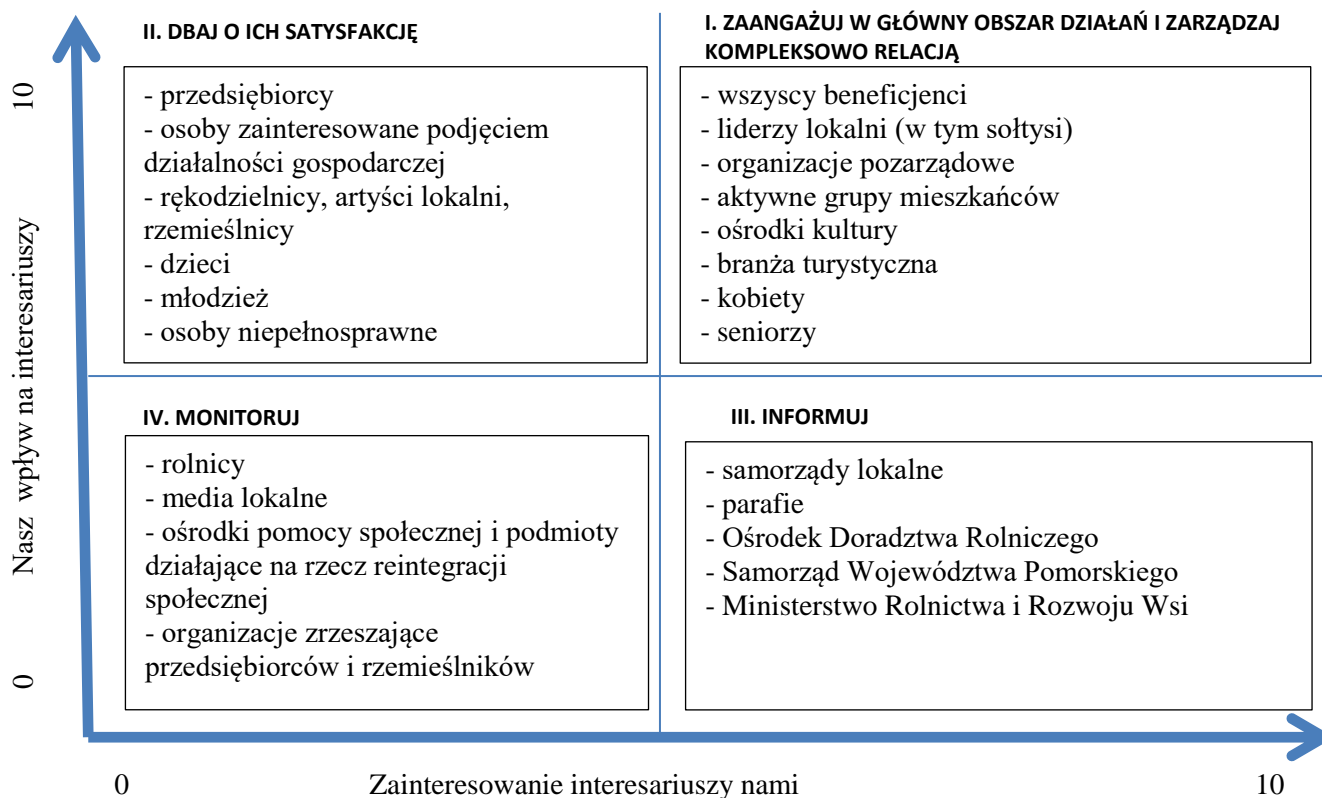 II. DBAJ O ICH SATYSFAKCJĘ
- przedsiębiorcy
- osoby zainteresowane podjęciem
działalności gospodarczej
- rękodzielnicy, artyści lokalni,
rzemieślnicy
- dzieci
- młodzież
- osoby niepełnosprawne
I. ZAANGAŻUJ W GŁÓWNY OBSZAR DZIAŁAŃ I ZARZĄDZAJ
KOMPLEKSOWO RELACJĄ
- wszyscy beneficjenci
- liderzy lokalni (w tym sołtysi)
- organizacje pozarządowe
- aktywne grupy mieszkańców
- ośrodki kultury
- branża turystyczna
- kobiety
- seniorzy
IV. MONITORUJ
- rolnicy
- media lokalne
- ośrodki pomocy społecznej i podmioty
działające na rzecz reintegracji
społecznej
- organizacje zrzeszające
przedsiębiorców i rzemieślników
III. INFORMUJ
- samorządy lokalne
- parafie
- Ośrodek Doradztwa Rolniczego
- Samorząd Województwa Pomorskiego
- Ministerstwo Rolnictwa i Rozwoju Wsi
0 Nasz wpływ na interesariuszy 10
0 Zainteresowanie interesariuszy nami 10